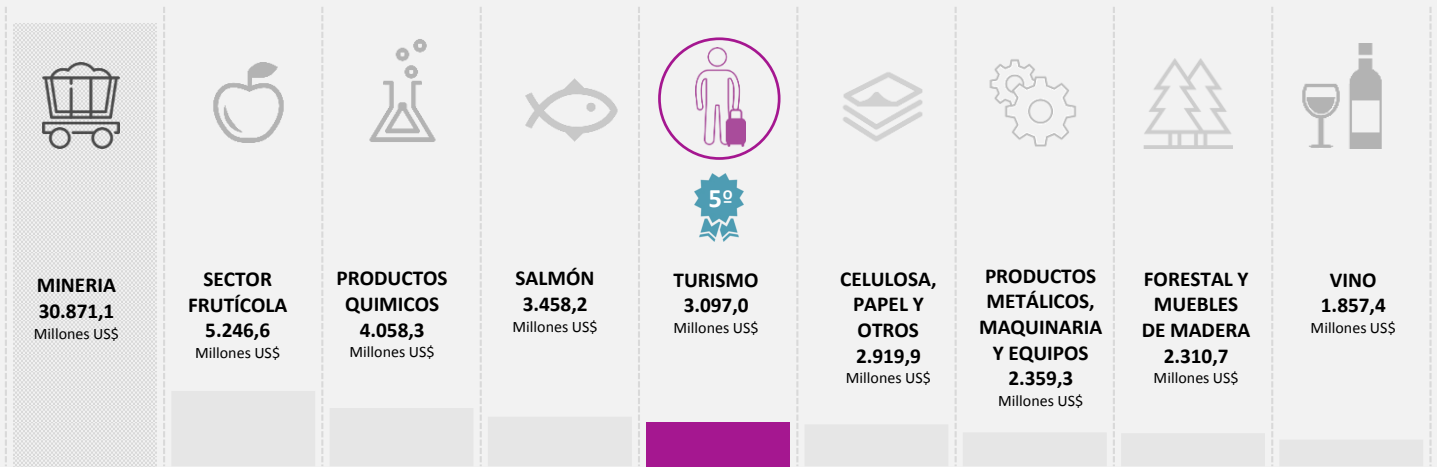 5º
MINERIA
30.871,1
Millones US$
SECTOR
FRUTÍCOLA
5.246,6
Millones US$
PRODUCTOS
QUIMICOS
4.058,3
Millones US$
SALMÓN
3.458,2
Millones US$
TURISMO
3.097,0
Millones US$
CELULOSA,
PAPEL Y
OTROS
2.919,9
Millones US$
PRODUCTOS
METÁLICOS,
MAQUINARIA
Y EQUIPOS
2.359,3
Millones US$
FORESTAL Y
MUEBLES
DE MADERA
2.310,7
Millones US$
VINO
1.857,4
Millones US$